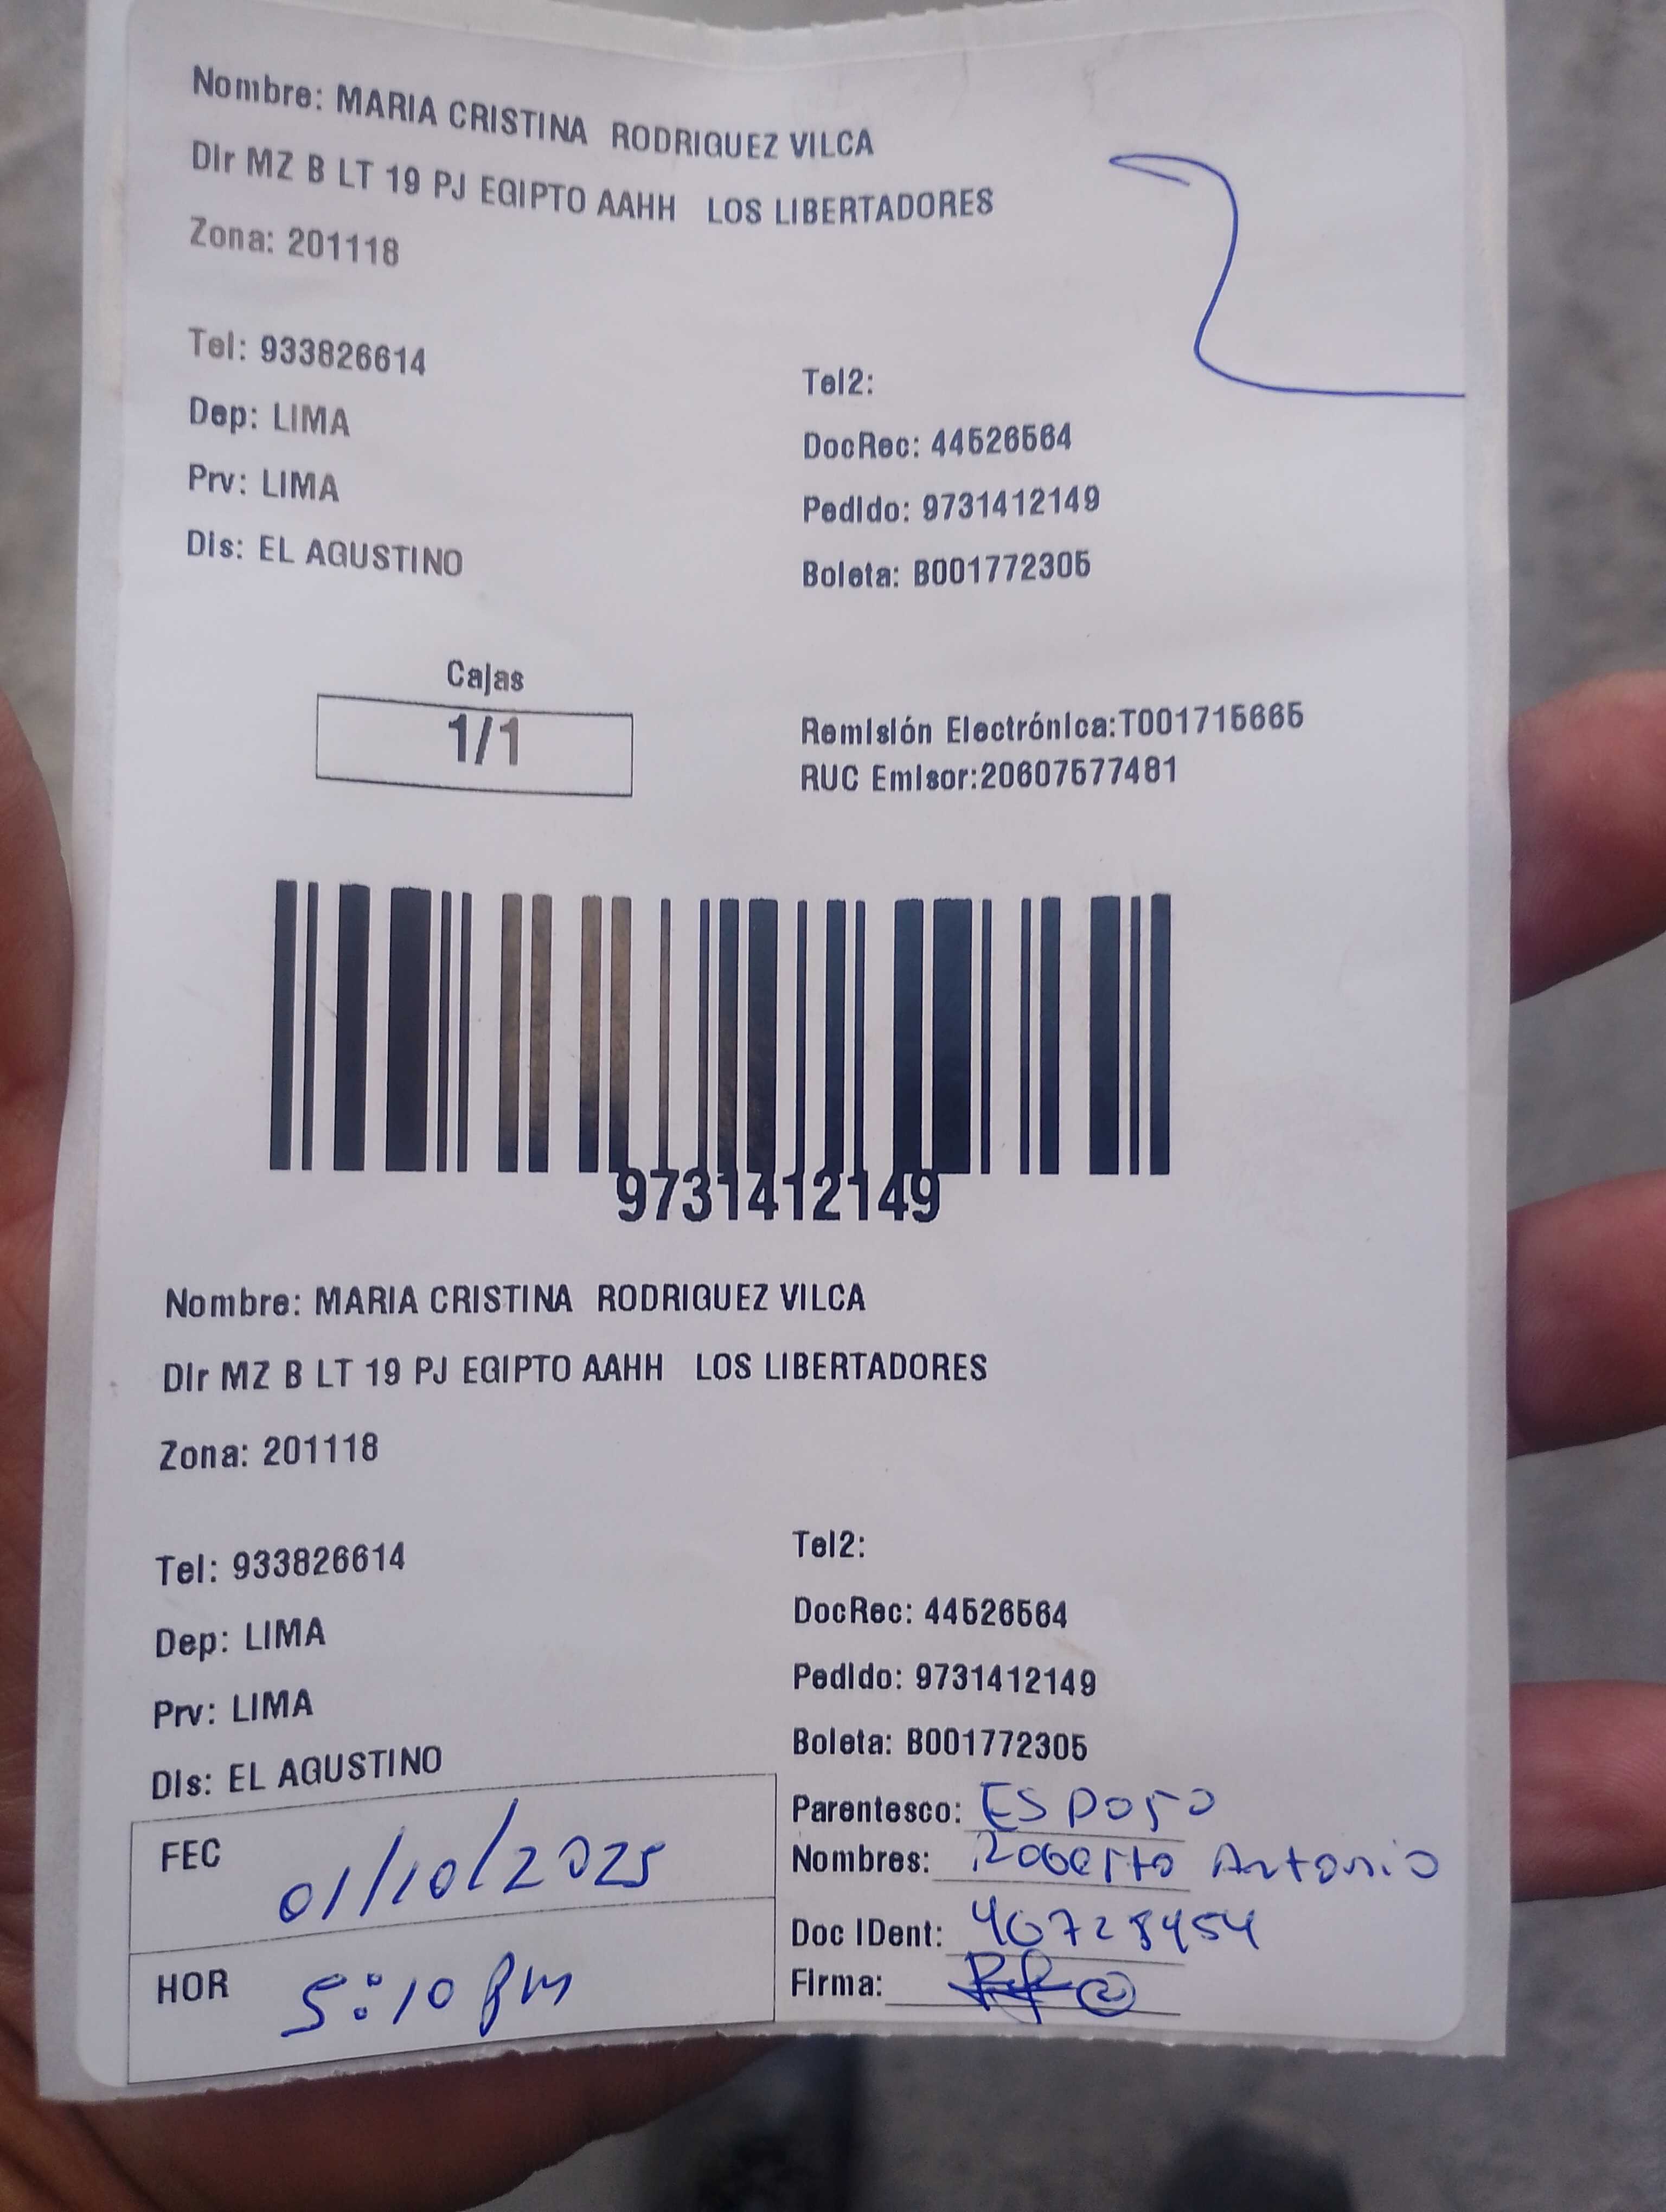 Nombre: MARIA CRISTINA RODRIGUEZ VILCA
Dir MZ B LT 19 PJ EGIPTO AAHH LOS LIBERTADORES
Zona: 201118
Tel: 933826614
Tel2:
Dep: LIMA
DocRec: 44526564
Prv: LIMA
Pedido: 9731412149
Dis: EL AGUSTINO
Boleta: B001772305
Cajas
1/1
Remisión Electrónica:T001715665
RUC Emisor:20607577481
9731412149
Nombre: MARIA CRISTINA RODRIGUEZ VILCA
Dir MZ B LT 19 PJ EGIPTO AAHH LOS LIBERTADORES
Zona: 201118
Tel: 933826614
Tel2:
Dep: LIMA
DocRec: 44526564
Prv: LIMA
Pedido: 9731412149
Dis: EL AGUSTINO
Boleta: B001772305
Parentesco: ESPOSO
FEC 01/10/2025
Nombres: Roberto Antonio
Doc IDent: 40728454
HOR 5:10 pm
Firma: